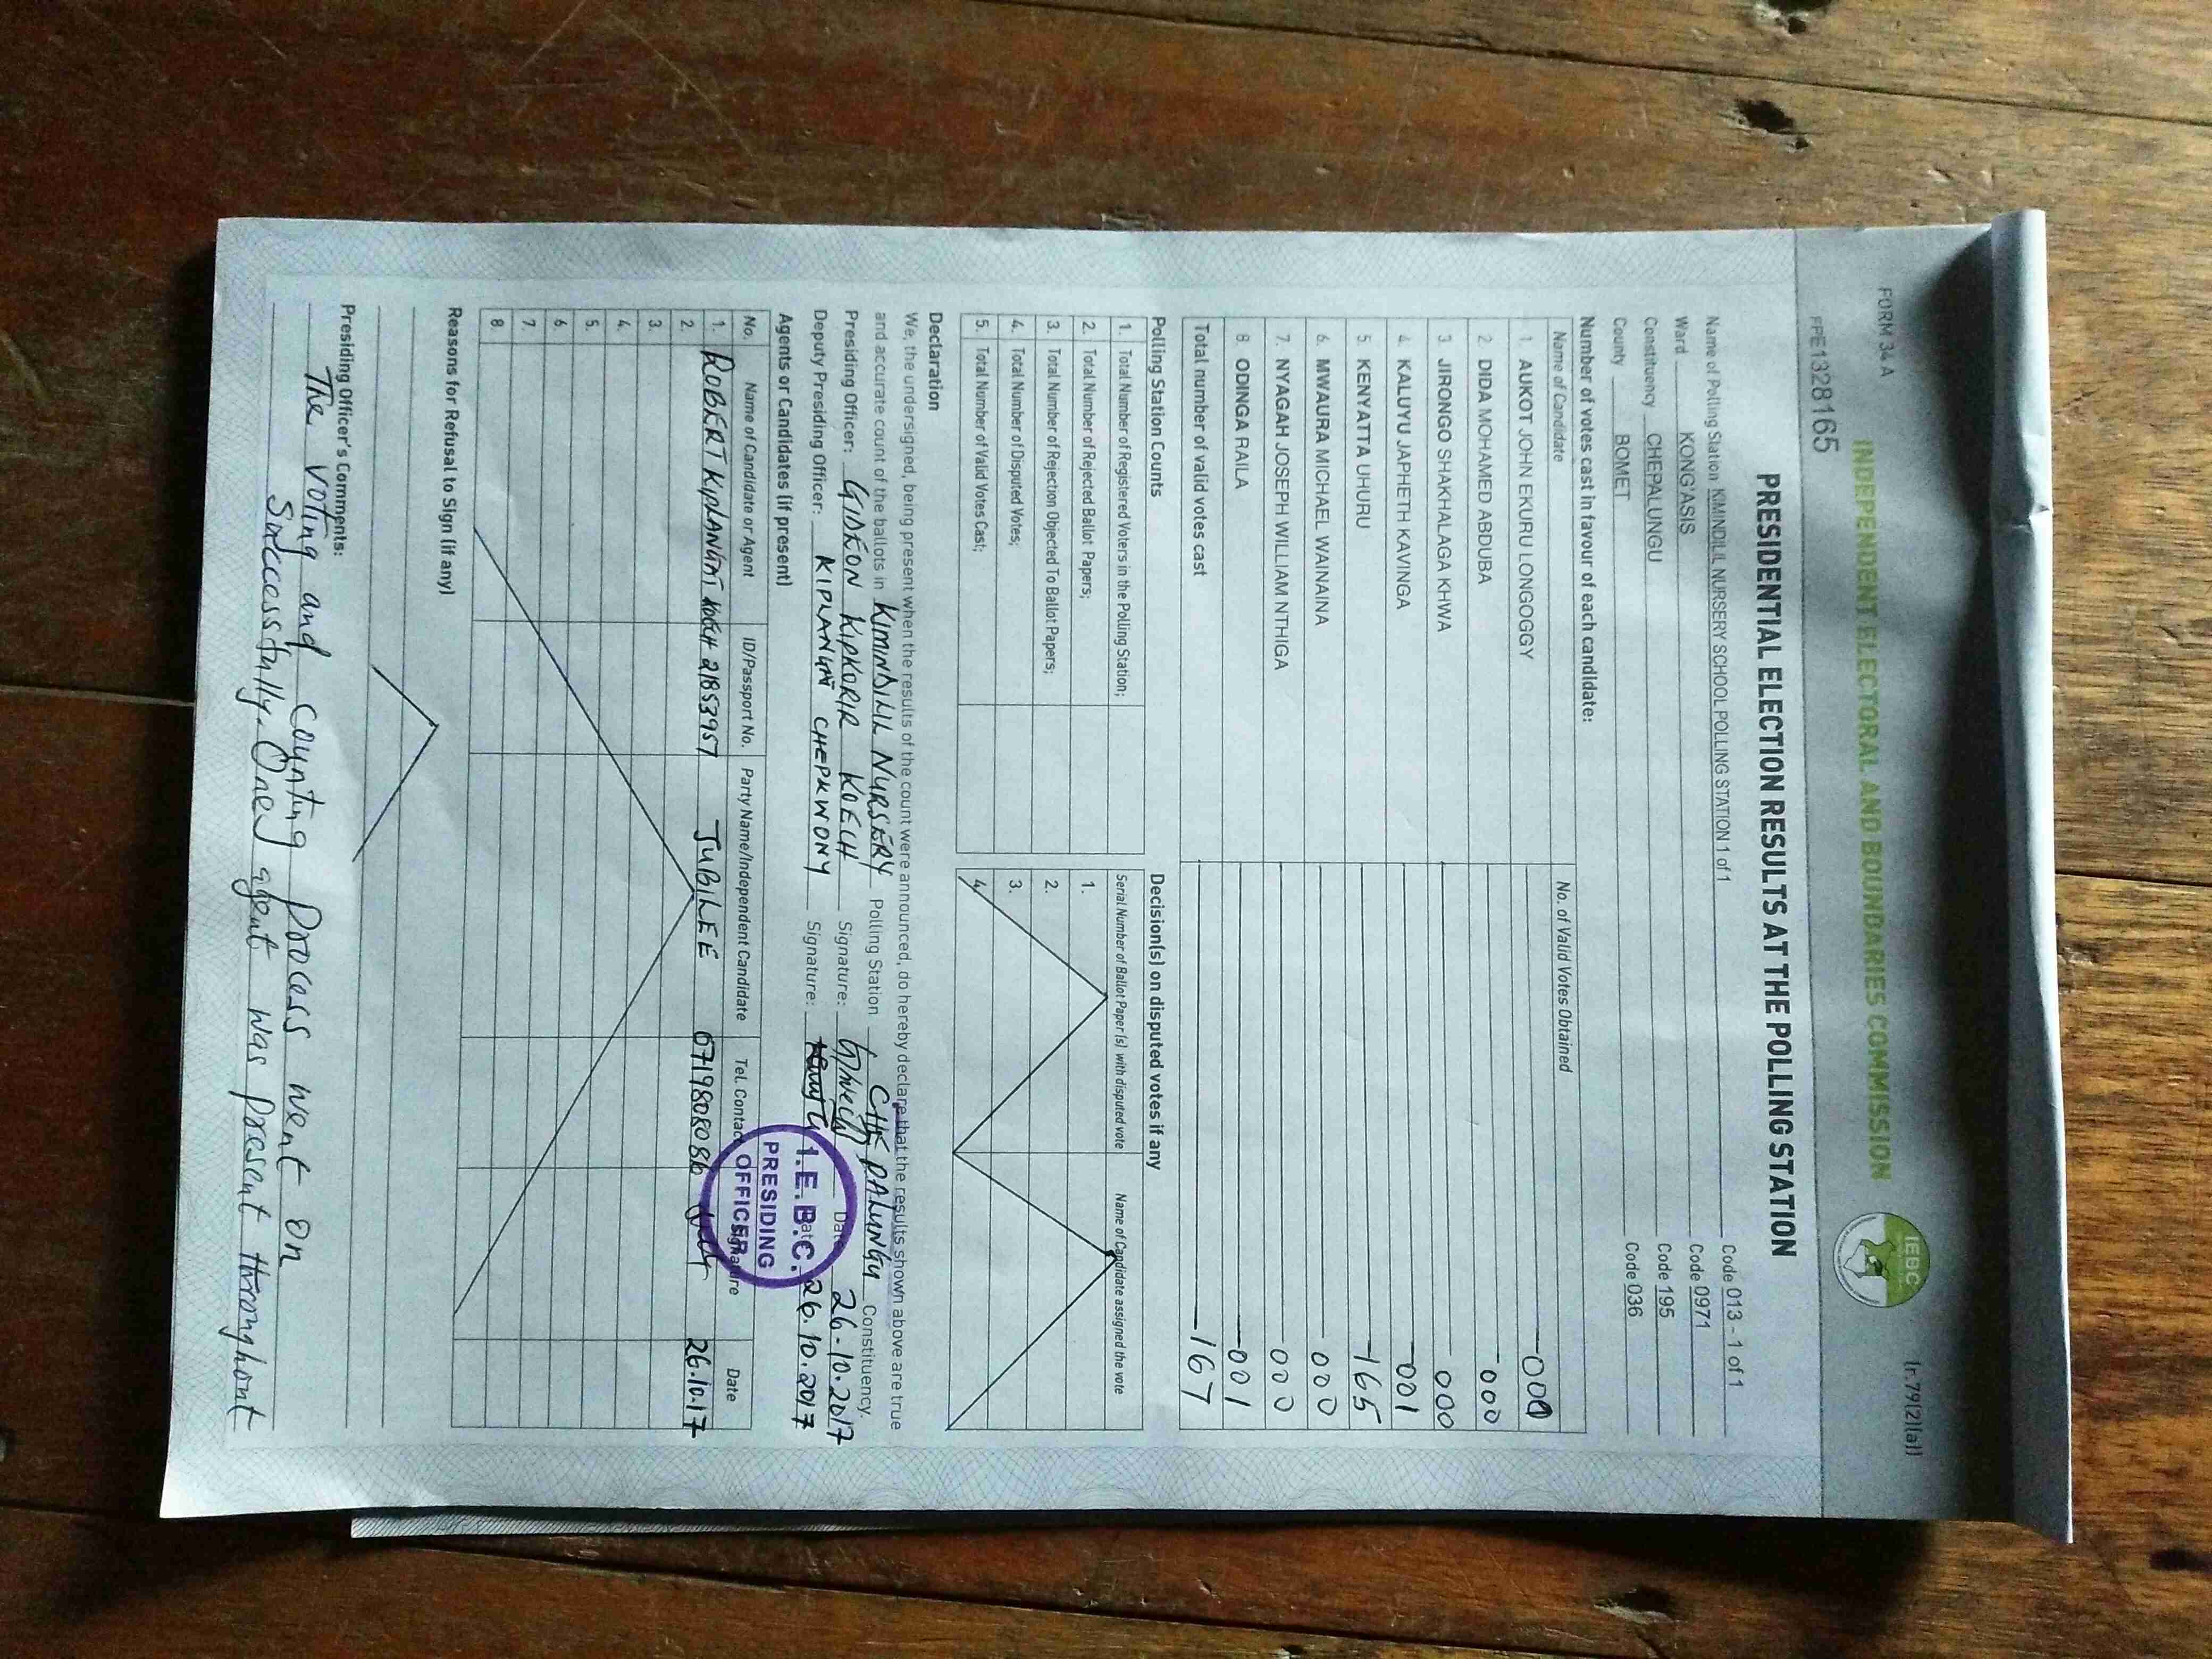 FORM 34 A (r.79(2)(a))
INDEPENDENT ELECTORAL AND BOUNDARIES COMMISSION
IEBC
FPE1328165
PRESIDENTIAL ELECTION RESULTS AT THE POLLING STATION
Name of Polling Station KIMINDILIL NURSERY SCHOOL POLLING STATION 1 of 1 Code 013 - 1 of 1
Ward KONG'ASIS Code 0971
Constituency CHEPALUNGU Code 195
County BOMET Code 036
Number of votes cast in favour of each candidate:
Name of Candidate No. of Valid Votes Obtained
1. AUKOT JOHN EKURU LONGOGGY 000
2. DIDA MOHAMED ABDUBA 000
3. JIRONGO SHAKHALAGA KHWA 000
4. KALUYU JAPHETH KAVINGA 001
5. KENYATTA UHURU 165
6. MWAURA MICHAEL WAINAINA 000
7. NYAGAH JOSEPH WILLIAM NTHIGA 000
8. ODINGA RAILA 001
Total number of valid votes cast 167
Polling Station Counts
1. Total Number of Registered Voters in the Polling Station;
2. Total Number of Rejected Ballot Papers;
3. Total Number of Rejection Objected To Ballot Papers;
4. Total Number of Disputed Votes;
5. Total Number of Valid Votes Cast;
Decision(s) on disputed votes if any
Serial Number of Ballot Paper(s) with disputed vote Name of Candidate assigned the vote
1.
2.
3.
4.
Declaration
We, the undersigned, being present when the results of the count were announced, do hereby declare that the results shown above are true
and accurate count of the ballots in KIMINDILIL NURSERY Polling Station CHEPALUNGU Constituency.
Presiding Officer: GIDEON KIPKORIR KOECH Signature: Date 26-10-2017
Deputy Presiding Officer: KIPLANGAT CHEPKWONY Signature: Date 26.10.2017
I.E.B.C.
PRESIDING
OFFICER
Agents or Candidates (if present)
No. Name of Candidate or Agent ID/Passport No. Party Name/Independent Candidate Tel. Contact Signature Date
1. ROBERT KIPLANGAT KOECH 21853957 JUBILEE 0719808086 26.10.17
2.
3.
4.
5.
6.
7.
8.
Reasons for Refusal to Sign (if any)
Presiding Officer's Comments:
The voting and counting process went on
successfully. One agent was present throughout